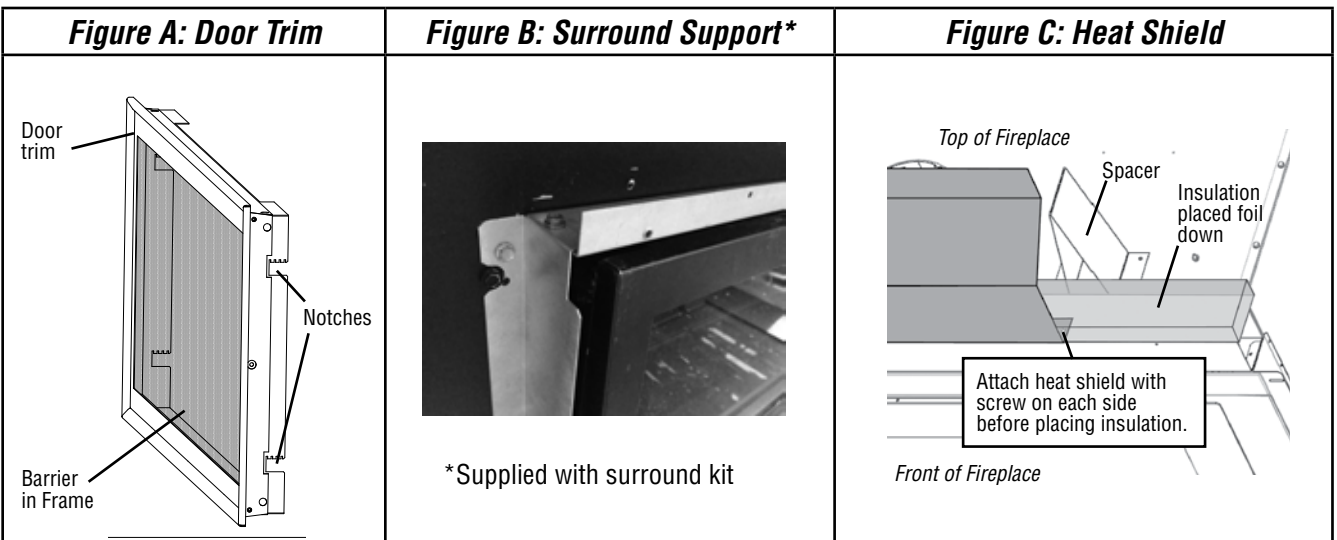 Figure A: Door Trim
Figure B: Surround Support*
Figure C: Heat Shield
Door
trim
Notches
Barrier
in Frame
*Supplied with surround kit
Top of Fireplace
Spacer
Insulation
placed foil
down
Attach heat shield with
screw on each side
before placing insulation.
Front of Fireplace